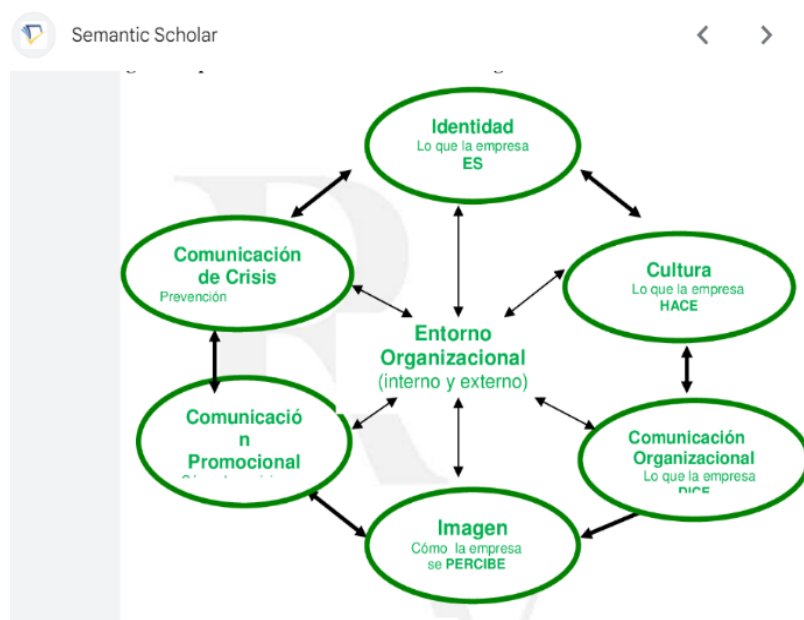 Semantic Scholar
Identidad
Lo que la empresa
ES
Comunicación
de Crisis
Prevención
Cultura
Lo que la empresa
HACE
Entorno
Organizacional
(interno y externo)
Comunicació
n
Promocional
Comunicación
Organizacional
Lo que la empresa
DICE
Imagen
Cómo la empresa
se PERCIBE